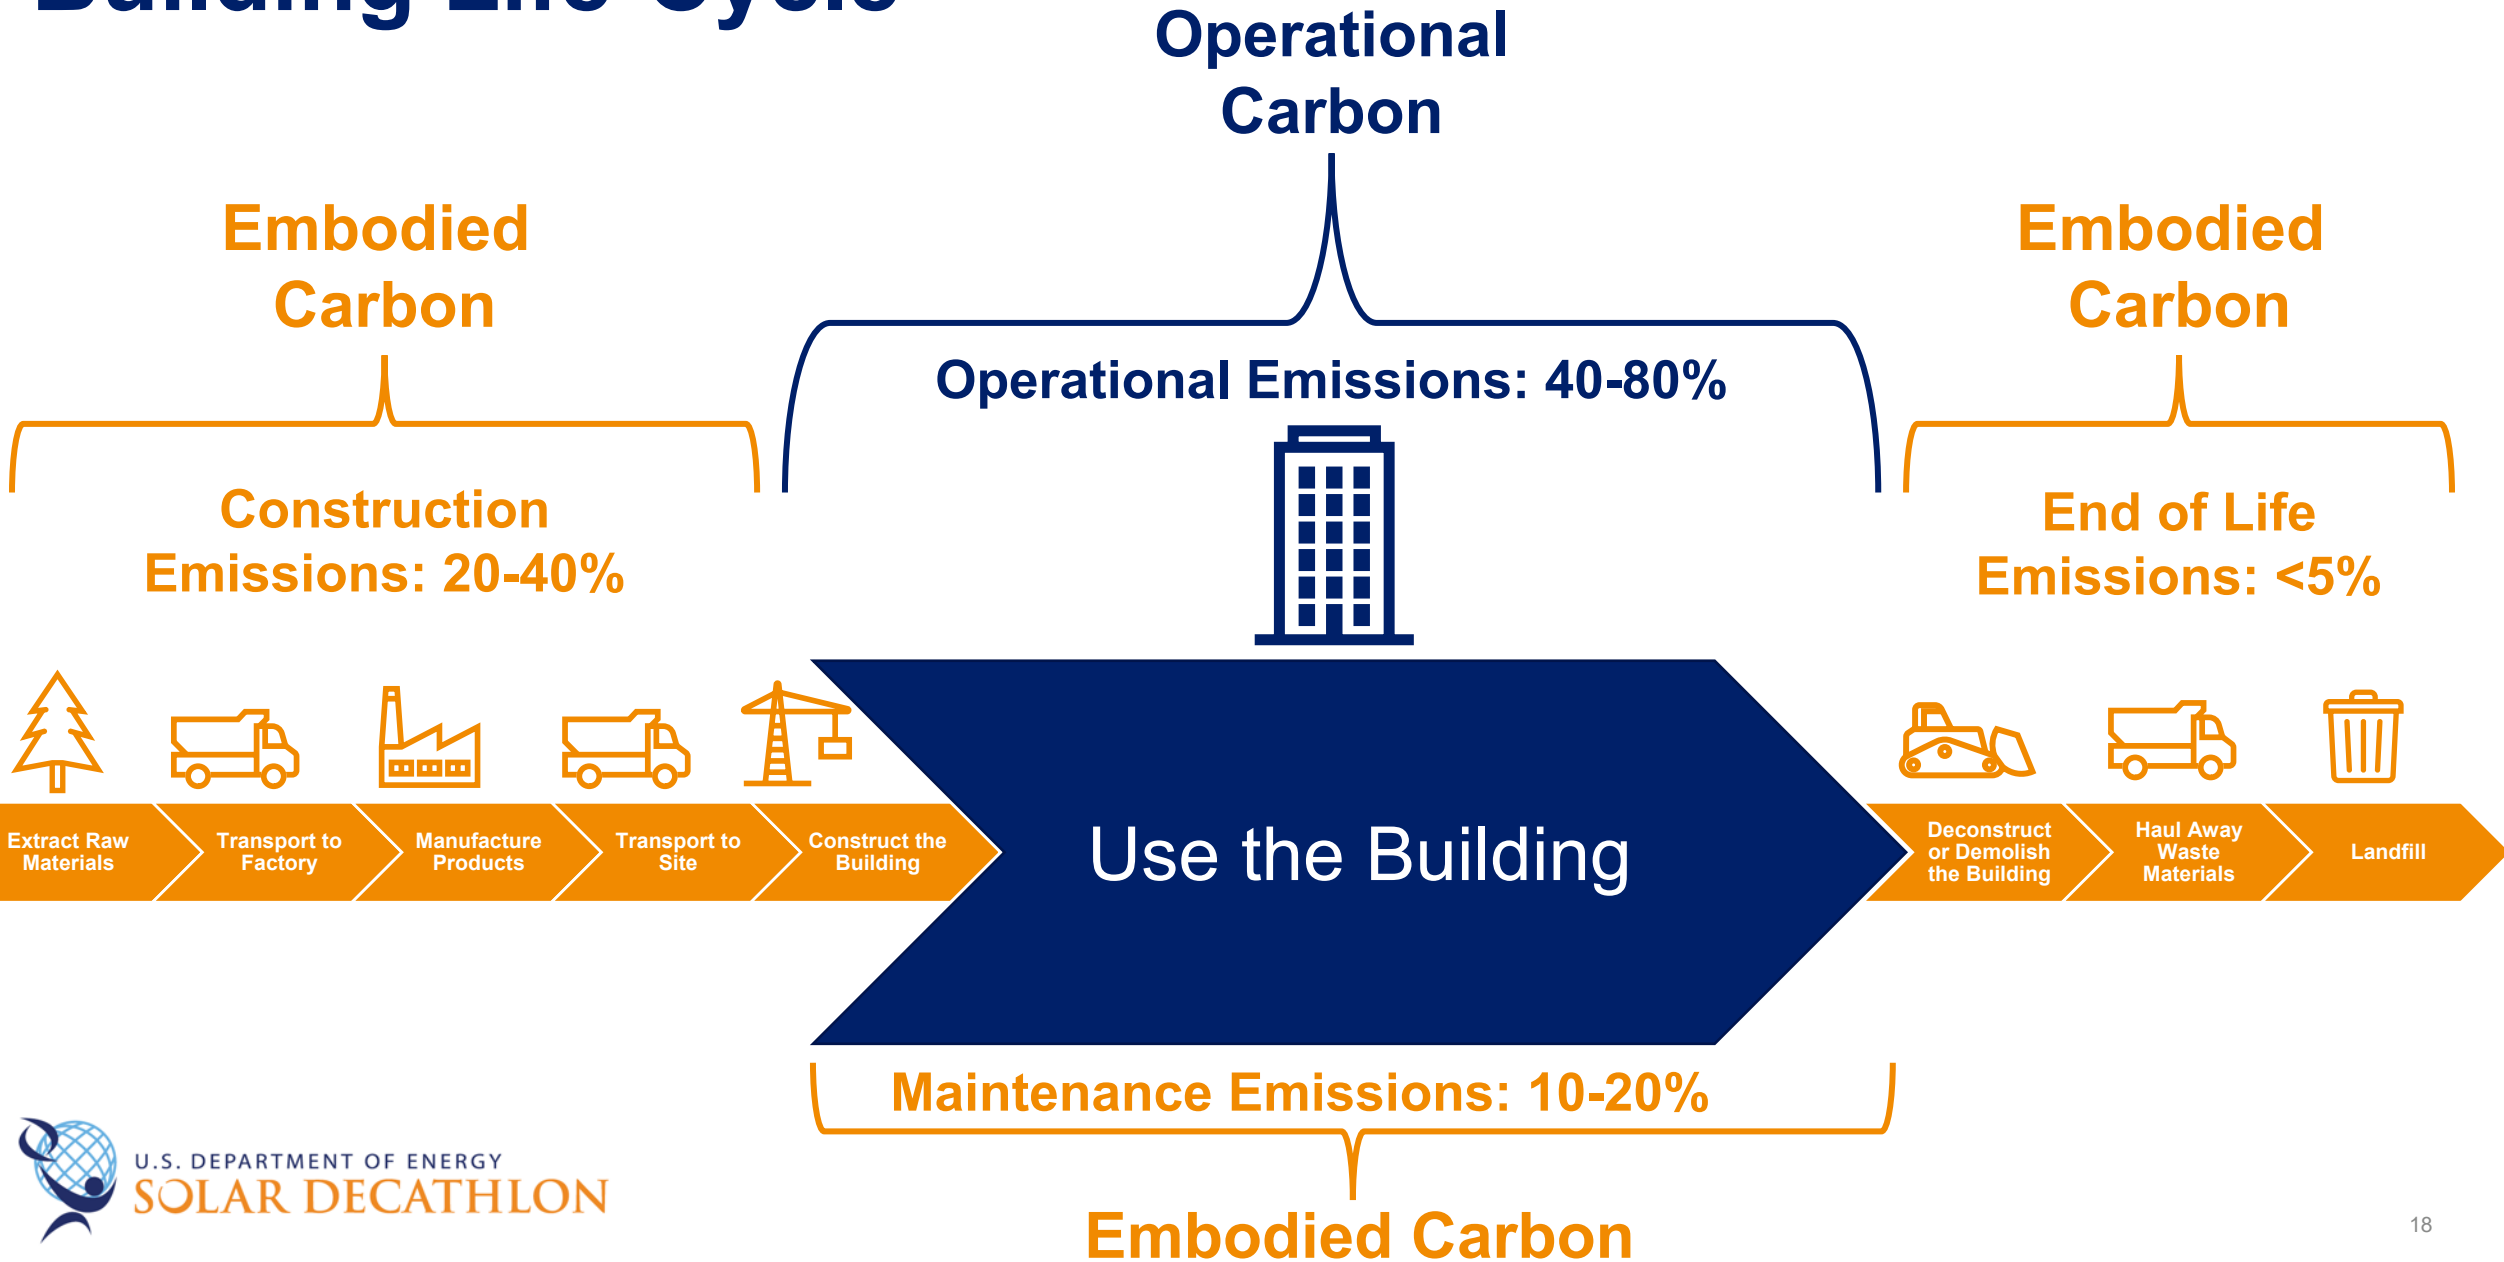 Building Life Cycle
Operational
Carbon
Embodied
Carbon
Embodied
Carbon
Operational Emissions: 40-80%
Construction
Emissions: 20-40%
End of Life
Emissions: <5%
Extract Raw
Materials
Transport to
Factory
Manufacture
Products
Transport to
Site
Construct the
Building
Use the Building
Deconstruct
or Demolish
the Building
Haul Away
Waste
Materials
Landfill
Maintenance Emissions: 10-20%
Embodied Carbon
U.S. DEPARTMENT OF ENERGY
SOLAR DECATHLON
18